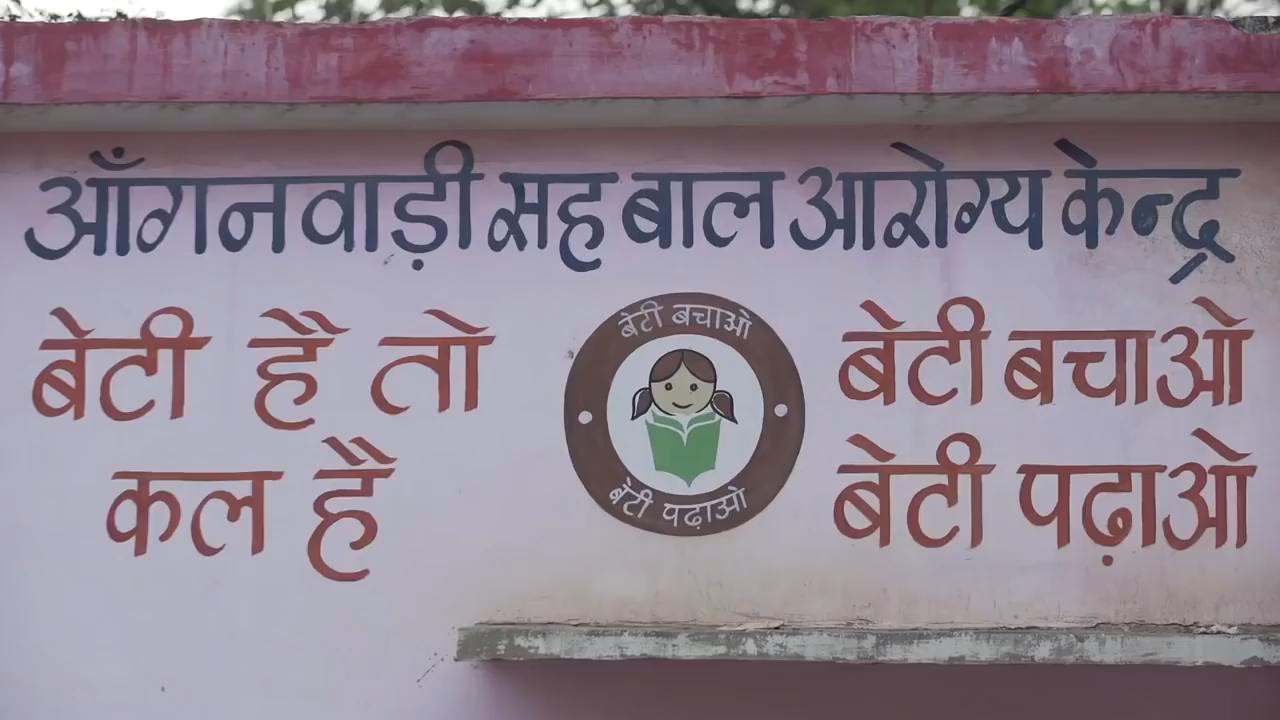 आँगनवाड़ी सह बाल आरोग्य केन्द्र
बेटी है तो
कल है
बेटी बचाओ
बेटी पढ़ाओ
बेटी बचाओ
बेटी पढ़ाओ